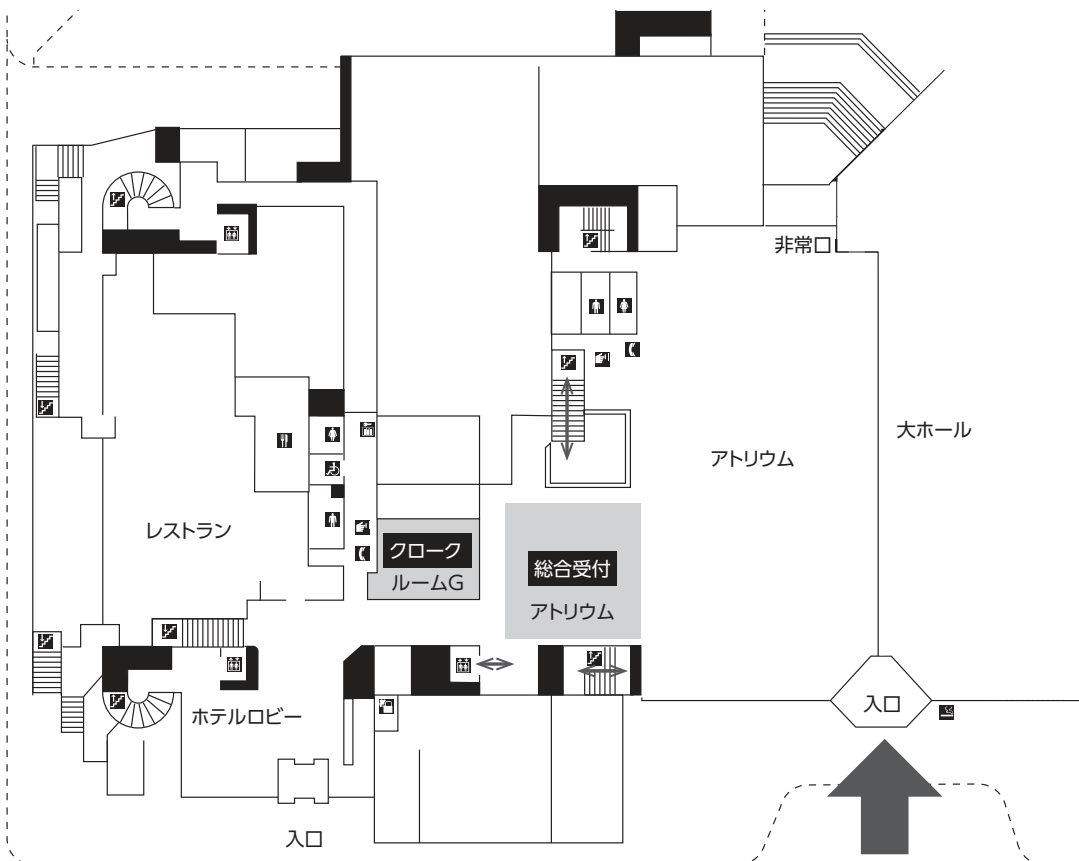 非常口
大ホール
アトリウム
レストラン
クローク
ルームG
総合受付
アトリウム
ホテルロビー
入口
入口